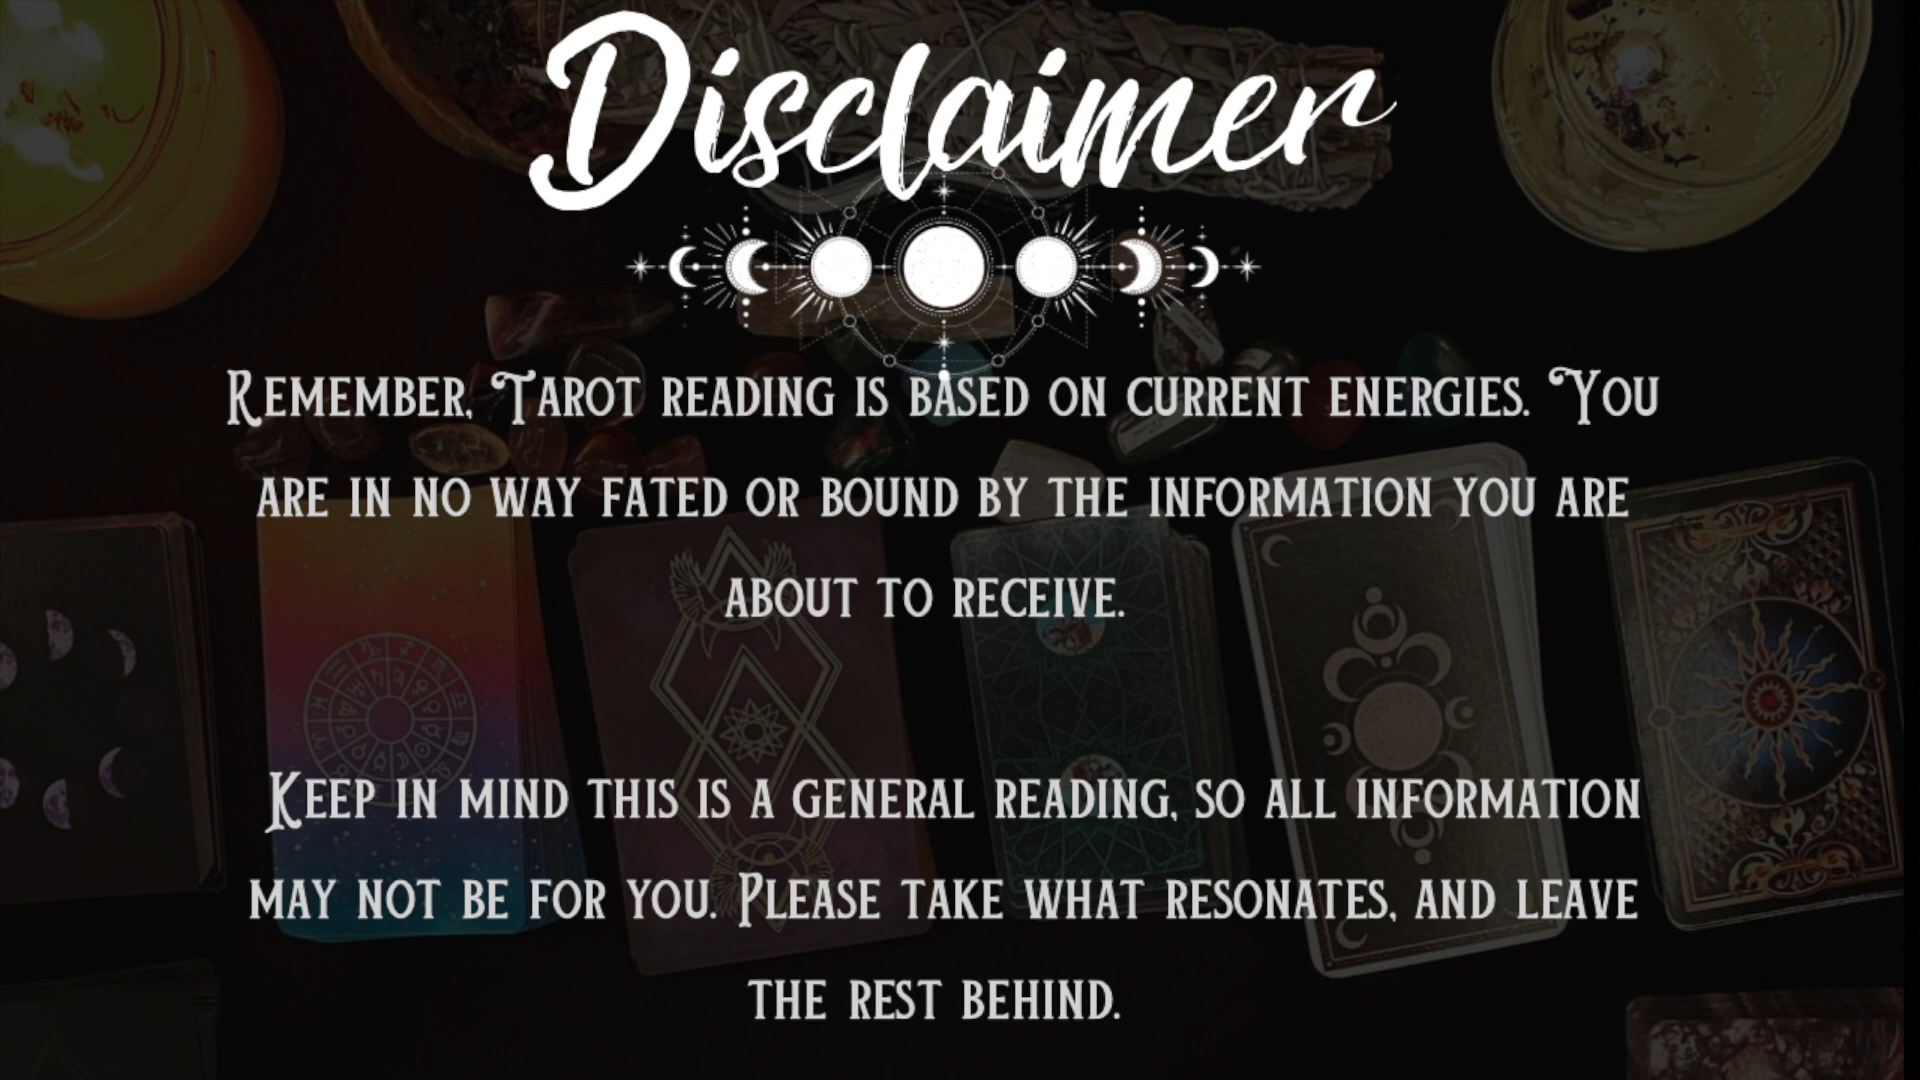 Disclaimer
Remember, Tarot reading is based on current energies. You
are in no way fated or bound by the information you are
about to receive.
Keep in mind this is a general reading, so all information
may not be for you. Please take what resonates, and leave
the rest behind.